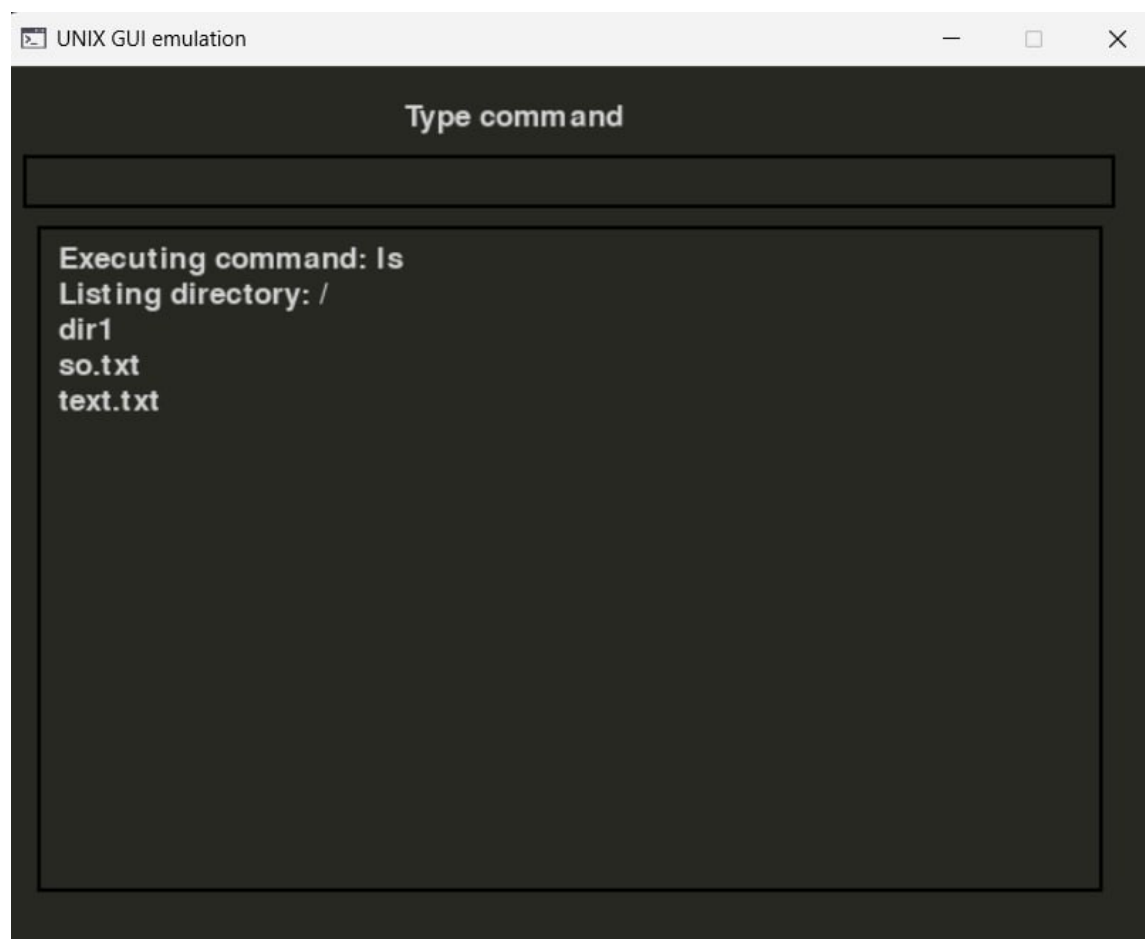 UNIX GUI emulation
Type command
Executing command: ls
Listing directory: /
dir1
so.txt
text.txt